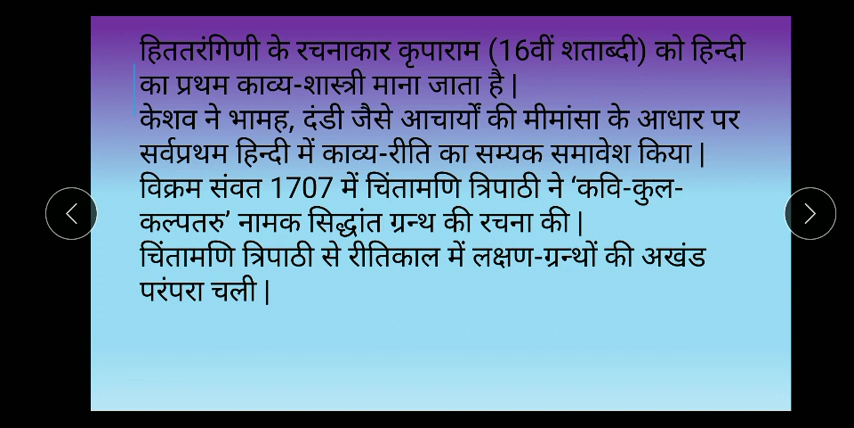 हिततरंगिणी के रचनाकार कृपाराम (16वीं शताब्दी) को हिन्दी
का प्रथम काव्य-शास्त्री माना जाता है |
केशव ने भामह, दंडी जैसे आचार्यों की मीमांसा के आधार पर
सर्वप्रथम हिन्दी में काव्य-रीति का सम्यक समावेश किया |
विक्रम संवत 1707 में चिंतामणि त्रिपाठी ने ‘कवि-कुल-
कल्पतरु’ नामक सिद्धांत ग्रन्थ की रचना की |
चिंतामणि त्रिपाठी से रीतिकाल में लक्षण-ग्रन्थों की अखंड
परंपरा चली |